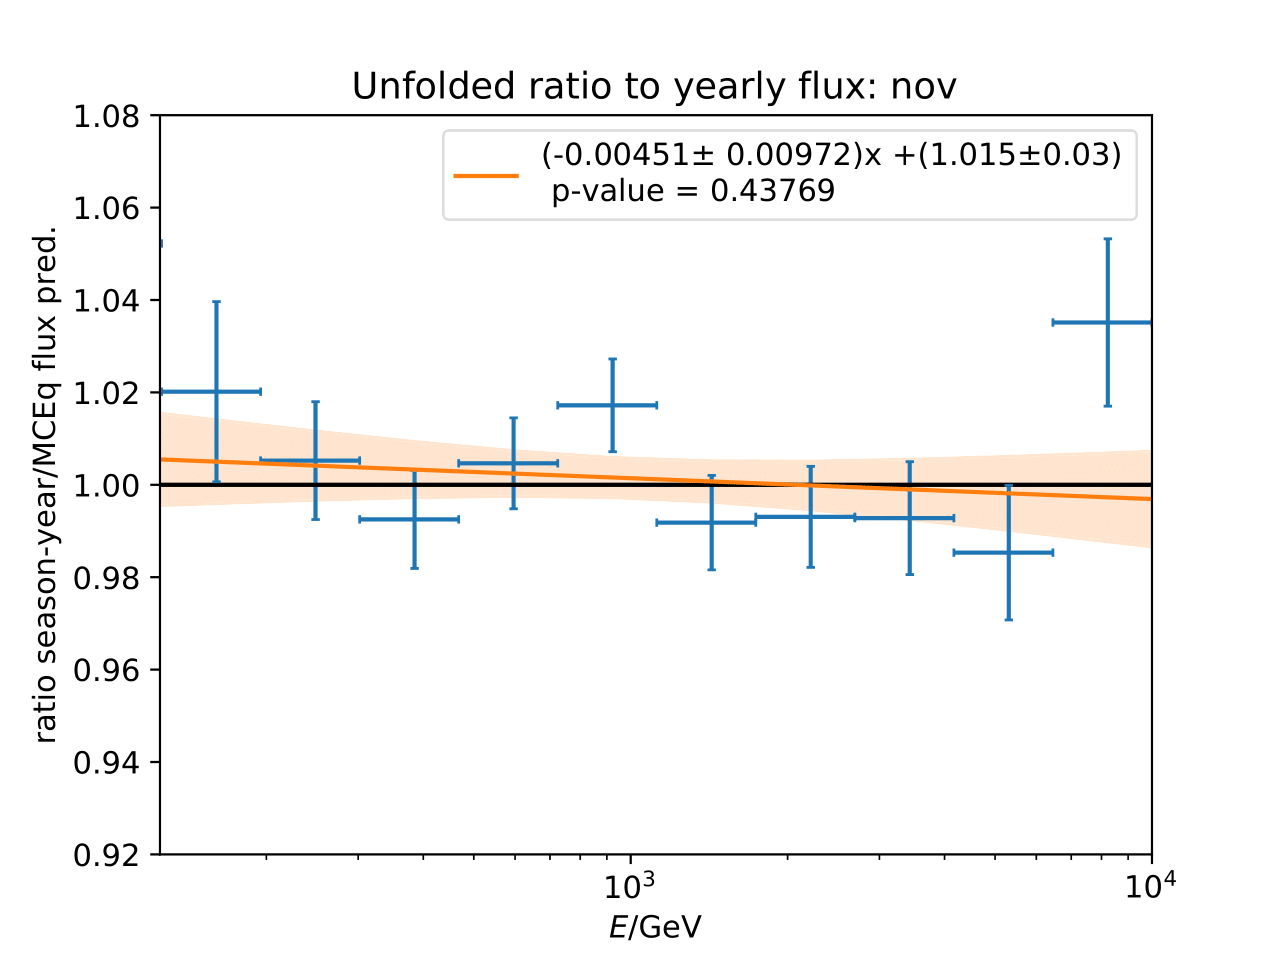 Unfolded ratio to yearly flux: nov
(-0.00451± 0.00972)x +(1.015±0.03)
p-value = 0.43769
ratio season-year/MCEq flux pred.
1.08
1.06
1.04
1.02
1.00
0.98
0.96
0.94
0.92
10³
10⁴
E/GeV